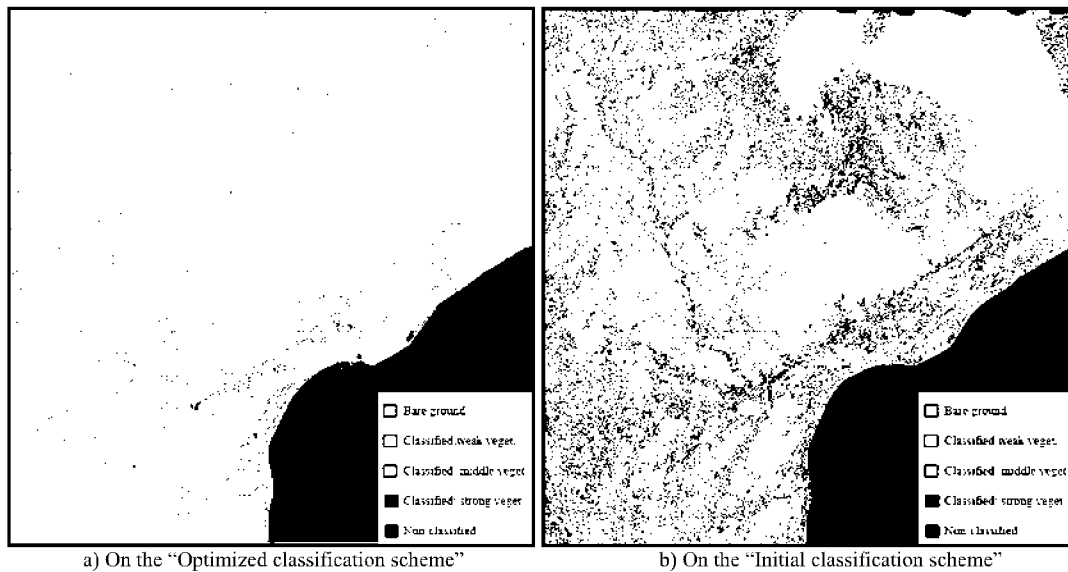 Bare ground
Classified weak veget.
Classified middle veget
Classified: strong veget
Non classified
Bare ground
Classified weak veget.
Classified middle veget
Classified: strong veget
Non classified
a) On the “Optimized classification scheme”
b) On the “Initial classification scheme”